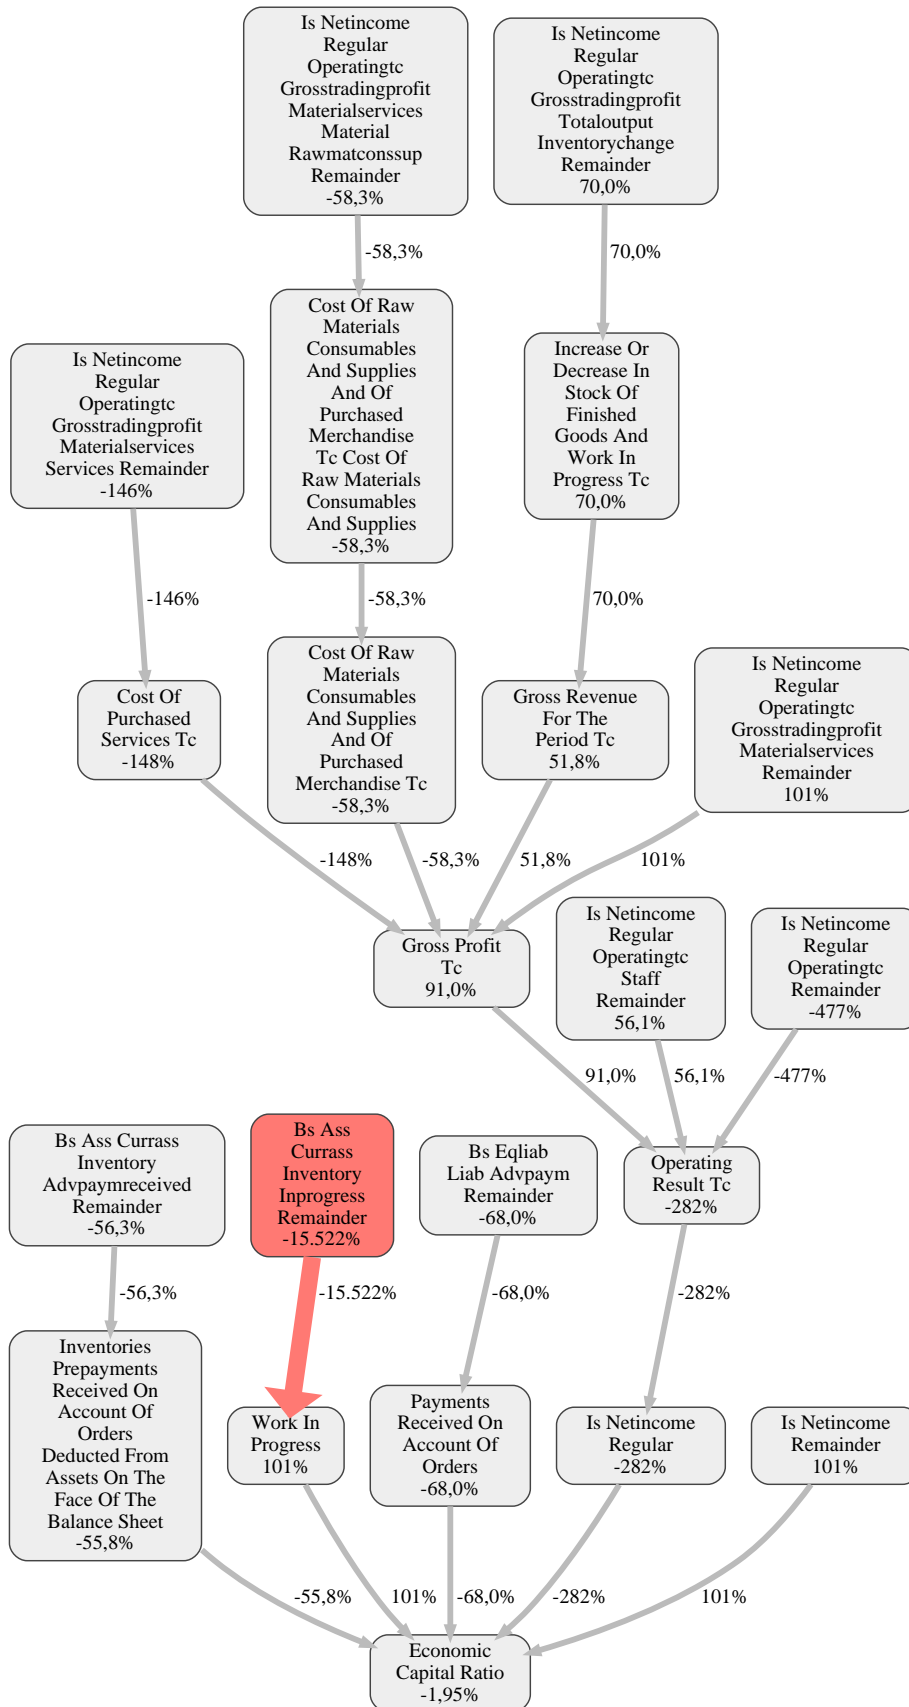 Is Netincome
Regular
Operatingtc
Grosstradingprofit
Materialservices
Material
Rawmatconssup
Remainder
-58,3%
Is Netincome
Regular
Operatingtc
Grosstradingprofit
Totaloutput
Inventorychange
Remainder
70,0%
-58,3%
70,0%
Is Netincome
Regular
Operatingtc
Grosstradingprofit
Materialservices
Services Remainder
-146%
Cost Of Raw
Materials
Consumables
And Supplies
And Of
Purchased
Merchandise
Tc Cost Of
Raw Materials
Consumables
And Supplies
-58,3%
Increase Or
Decrease In
Stock Of
Finished
Goods And
Work In
Progress Tc
70,0%
-146%
-58,3%
70,0%
Cost Of
Purchased
Services Tc
-148%
Cost Of Raw
Materials
Consumables
And Supplies
And Of
Purchased
Merchandise Tc
-58,3%
Gross Revenue
For The
Period Tc
51,8%
Is Netincome
Regular
Operatingtc
Grosstradingprofit
Materialservices
Remainder
101%
-148%
-58,3%
51,8%
101%
Gross Profit
Tc
91,0%
Is Netincome
Regular
Operatingtc
Staff
Remainder
56,1%
Is Netincome
Regular
Operatingtc
Remainder
-477%
91,0%
56,1%
-477%
Bs Ass Currass
Inventory
Advpaymreceived
Remainder
-56,3%
Bs Ass
Currass
Inventory
Inprogress
Remainder
-15.522%
Bs Eqliab
Liab Advpaym
Remainder
-68,0%
Operating
Result Tc
-282%
-56,3%
-15.522%
-68,0%
-282%
Inventories
Prepayments
Received On
Account Of
Orders
Deducted From
Assets On The
Face Of The
Balance Sheet
-55,8%
Work In
Progress
101%
Payments
Received On
Account Of
Orders
-68,0%
Is Netincome
Regular
-282%
Is Netincome
Remainder
101%
-55,8%
101%
-68,0%
-282%
101%
Economic
Capital Ratio
-1,95%